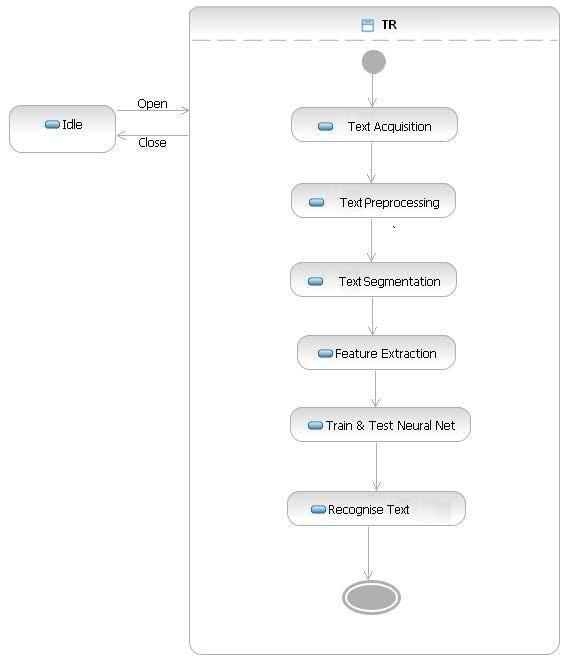 TR
Open
Idle
Close
Text Acquisition
Text Preprocessing
Text Segmentation
Feature Extraction
Train & Test Neural Net
Recognise Text